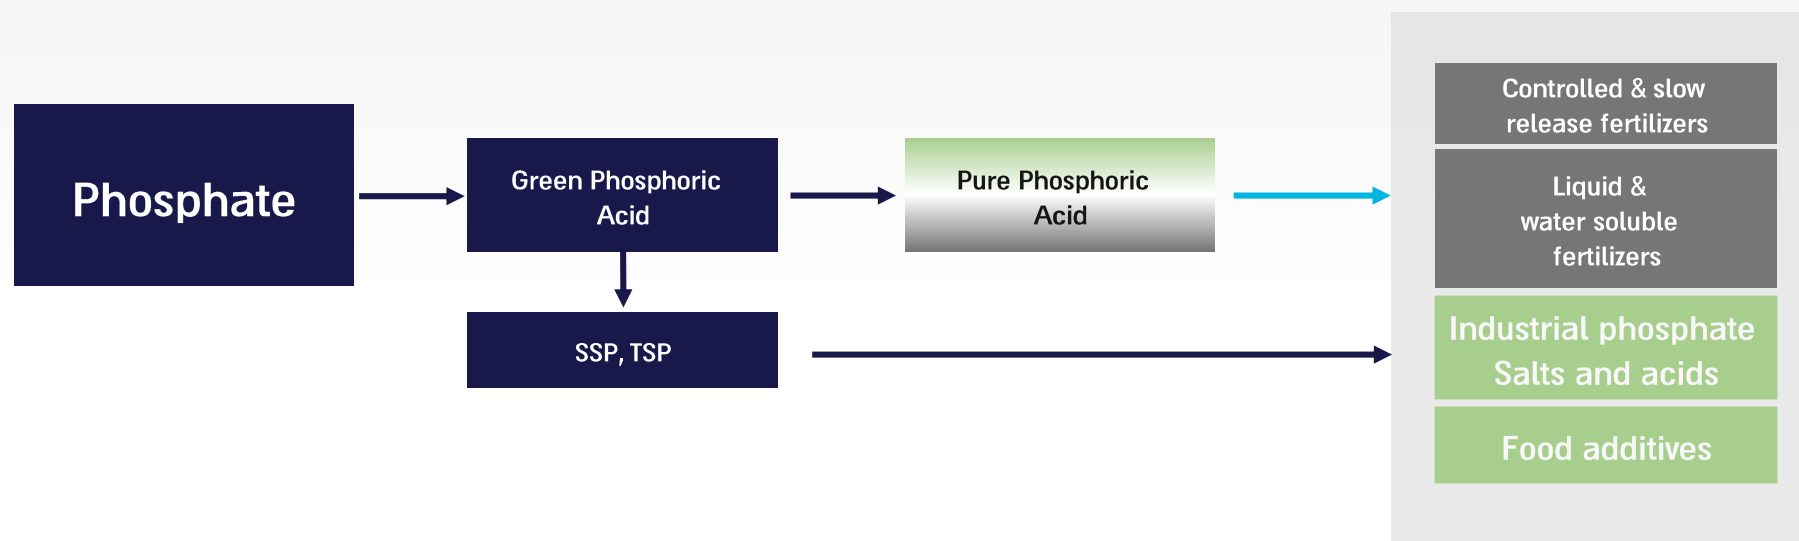 Phosphate
Green Phosphoric
Acid
SSP, TSP
Pure Phosphoric
Acid
Controlled & slow
release fertilizers
Liquid &
water soluble
fertilizers
Industrial phosphate
Salts and acids
Food additives